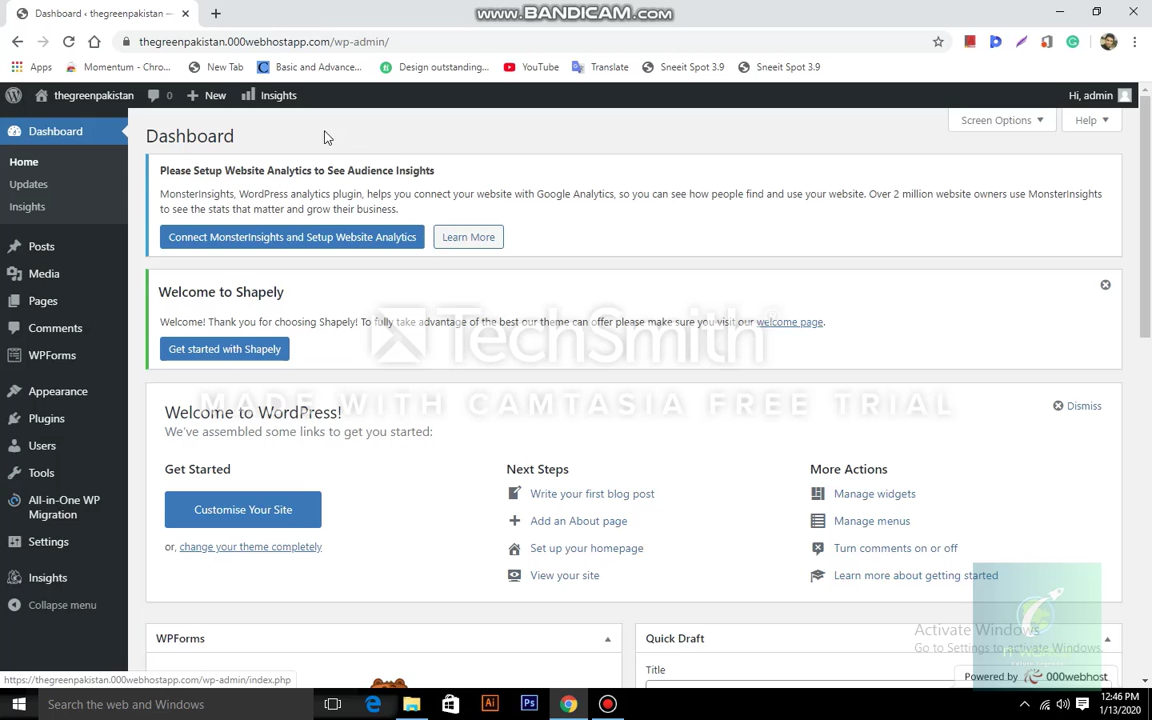 Dashboard ‹ thegreenpakistan —
www.BANDICAM.com
thegreenpakistan.000webhostapp.com/wp-admin/
Apps
Momentum - Chro...
New Tab
Basic and Advance...
Design outstanding...
YouTube
Translate
Sneeit Spot 3.9
Sneeit Spot 3.9
thegreenpakistan
0
New
Insights
Hi, admin
Dashboard
Home
Updates
Insights
Posts
Media
Pages
Comments
WPForms
Appearance
Plugins
Users
Tools
All-in-One WP
Migration
Settings
Insights
Collapse menu
Dashboard
Screen Options
Help
Please Setup Website Analytics to See Audience Insights
MonsterInsights, WordPress analytics plugin, helps you connect your website with Google Analytics, so you can see how people find and use your website. Over 2 million website owners use MonsterInsights
to see the stats that matter and grow their business.
Connect MonsterInsights and Setup Website Analytics
Learn More
Welcome to Shapely
Welcome! Thank you for choosing Shapely! To fully take advantage of the best our theme can offer please make sure you visit our welcome page.
Get started with Shapely
TechSmith
MADE WITH CAMTASIA FREE TRIAL
Welcome to WordPress!
We've assembled some links to get you started:
Dismiss
Get Started
Customise Your Site
or, change your theme completely
Next Steps
Write your first blog post
Add an About page
Set up your homepage
View your site
More Actions
Manage widgets
Manage menus
Turn comments on or off
Learn more about getting started
WPForms
Quick Draft
Title
Activate Windows
Go to Settings to activate Windows.
Powered by 000webhost
https://thegreenpakistan.000webhostapp.com/wp-admin/index.php
Search the web and Windows
12:46 PM
1/13/2020